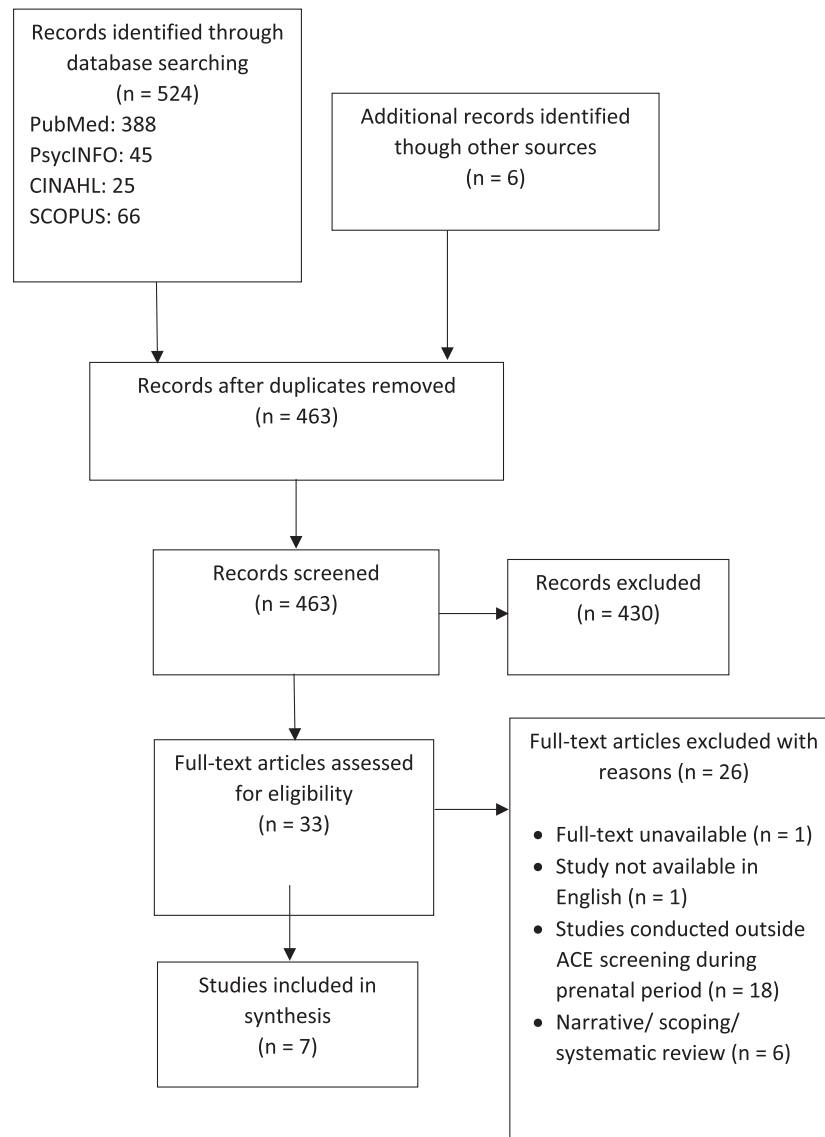 Records identified through
database searching
(n = 524)
PubMed: 388
PsycINFO: 45
CINAHL: 25
SCOPUS: 66
Additional records identified
though other sources
(n = 6)
Records after duplicates removed
(n = 463)
Records screened
(n = 463)
Records excluded
(n = 430)
Full-text articles assessed
for eligibility
(n = 33)
Full-text articles excluded with
reasons (n = 26)
• Full-text unavailable (n = 1)
• Study not available in
English (n = 1)
• Studies conducted outside
ACE screening during
prenatal period (n = 18)
• Narrative/ scoping/
systematic review (n = 6)
Studies included in
synthesis
(n = 7)